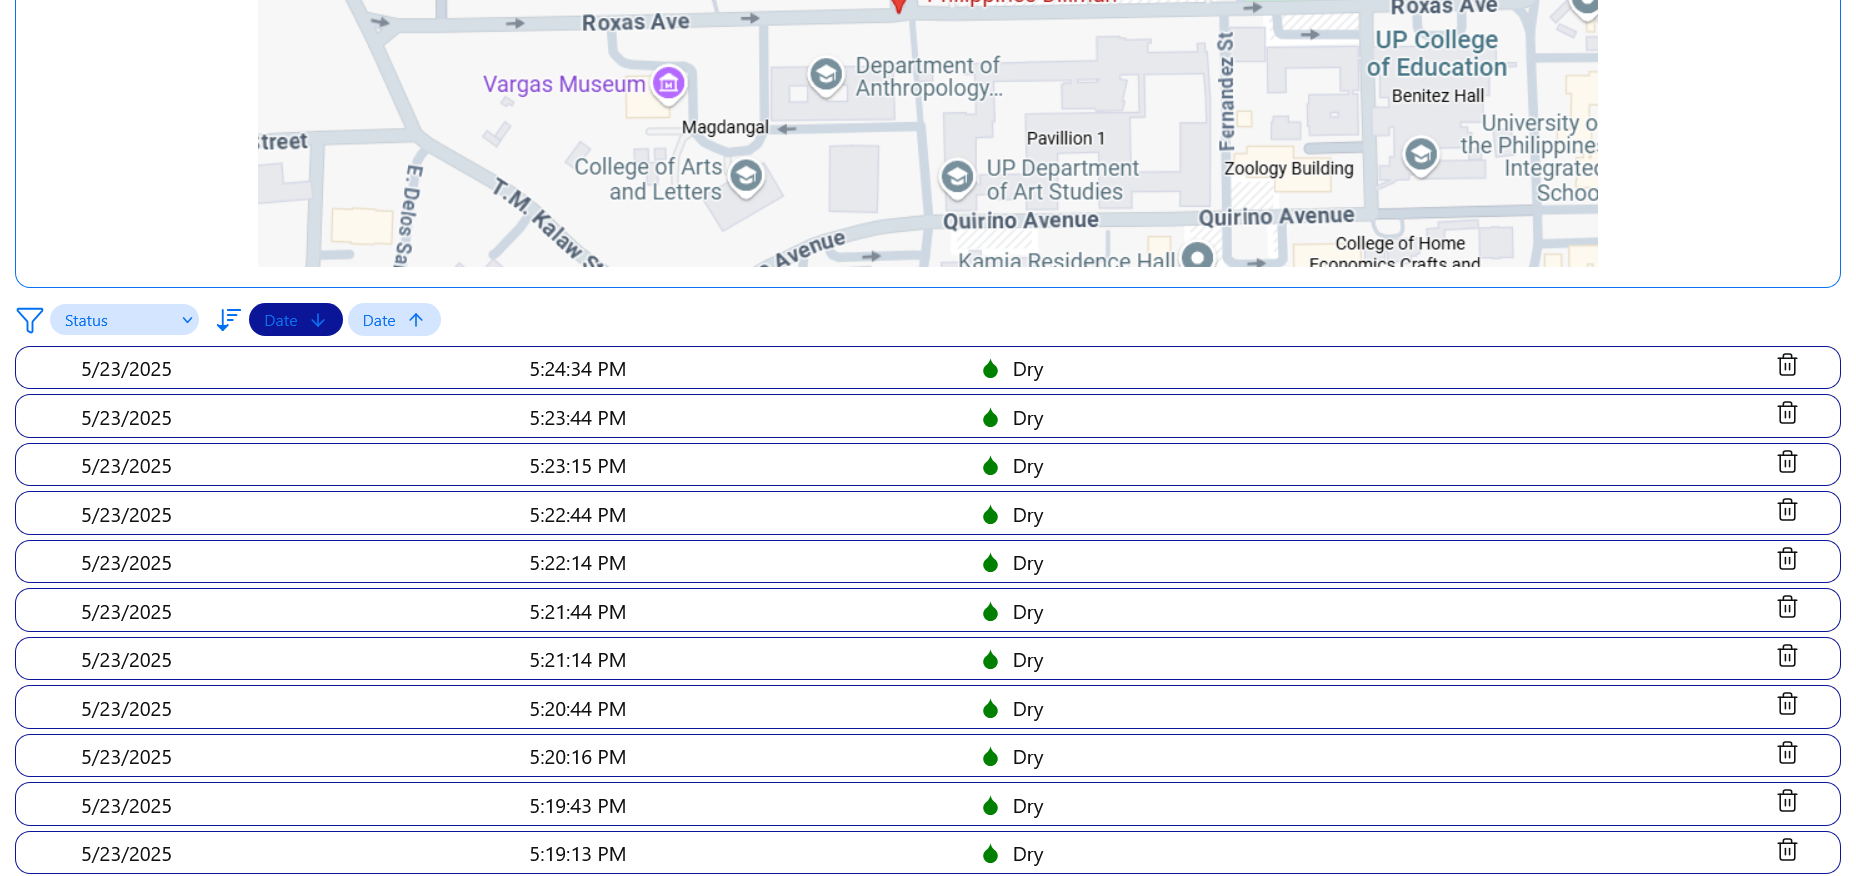 Philippines Diliman
Roxas Ave
Roxas Ave
UP College
of Education
Benitez Hall
Fernandez St
Department of
Anthropology...
Vargas Museum
Magdangal
Pavillion 1
University o
the Philippine
Integrated
Schoo
treet
College of Arts
and Letters
UP Department
of Art Studies
Zoology Building
E. Delos Sa
T.M. Kalaw St
Quirino Avenue
Quirino Avenue
Avenue
College of Home
Economics Crafts and
Kamia Residence Hall
Status
Date
Date
5/23/2025 5:24:34 PM Dry
5/23/2025 5:23:44 PM Dry
5/23/2025 5:23:15 PM Dry
5/23/2025 5:22:44 PM Dry
5/23/2025 5:22:14 PM Dry
5/23/2025 5:21:44 PM Dry
5/23/2025 5:21:14 PM Dry
5/23/2025 5:20:44 PM Dry
5/23/2025 5:20:16 PM Dry
5/23/2025 5:19:43 PM Dry
5/23/2025 5:19:13 PM Dry